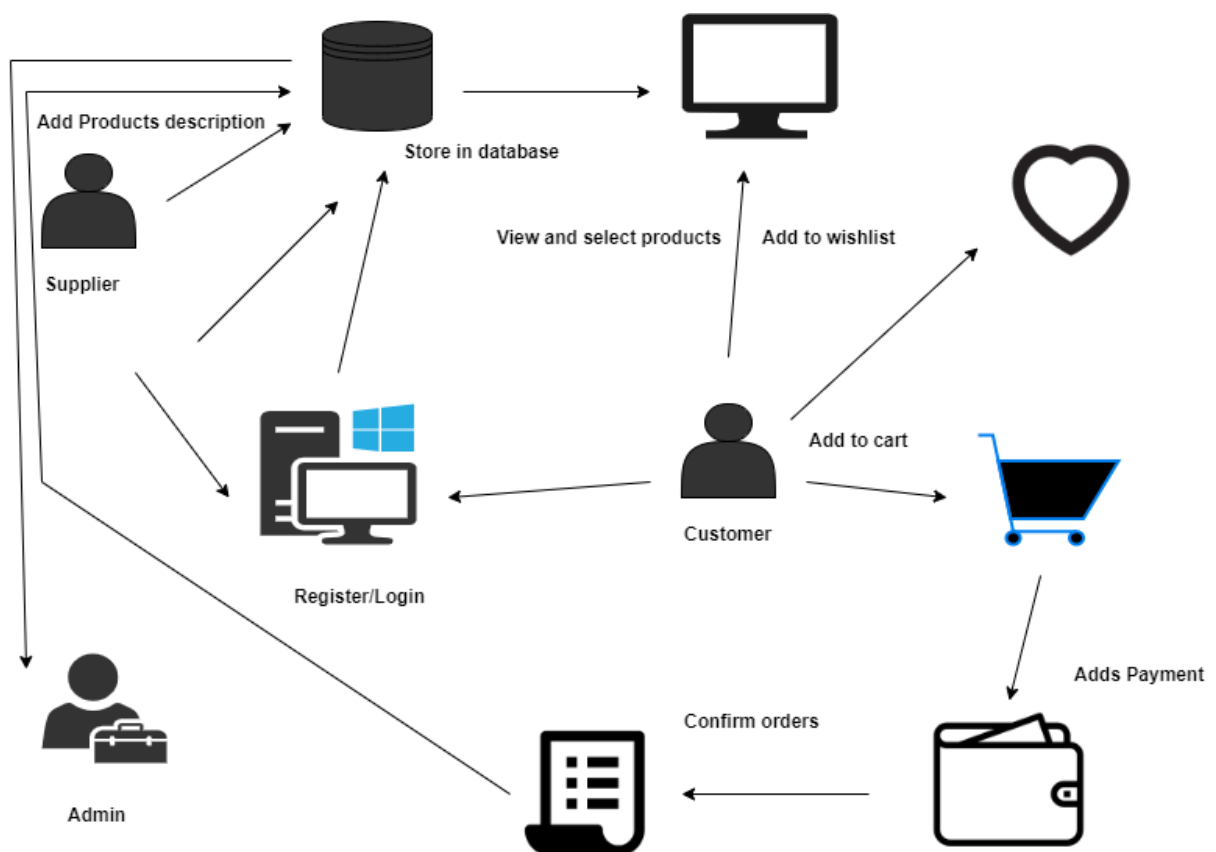 Add Products description
Store in database
View and select products
Add to wishlist
Supplier
Add to cart
Customer
Register/Login
Adds Payment
Confirm orders
Admin